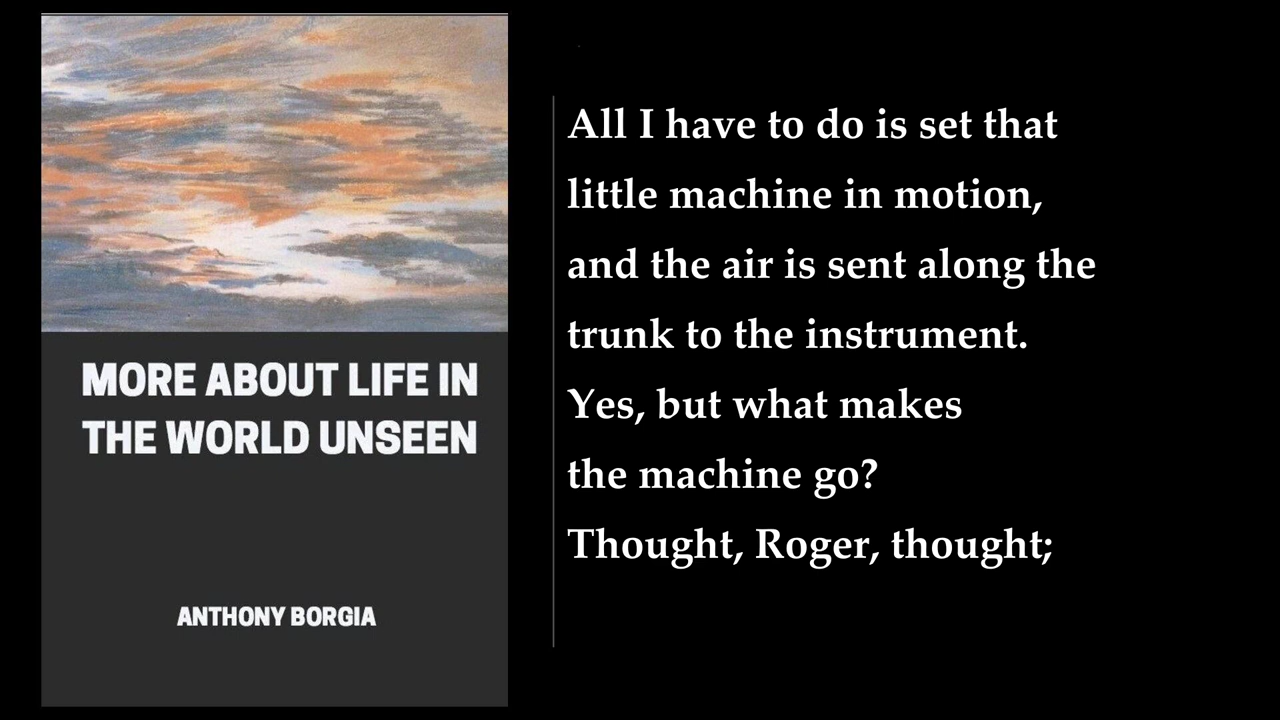 MORE ABOUT LIFE IN
THE WORLD UNSEEN
ANTHONY BORGIA
All I have to do is set that
little machine in motion,
and the air is sent along the
trunk to the instrument.
Yes, but what makes
the machine go?
Thought, Roger, thought;